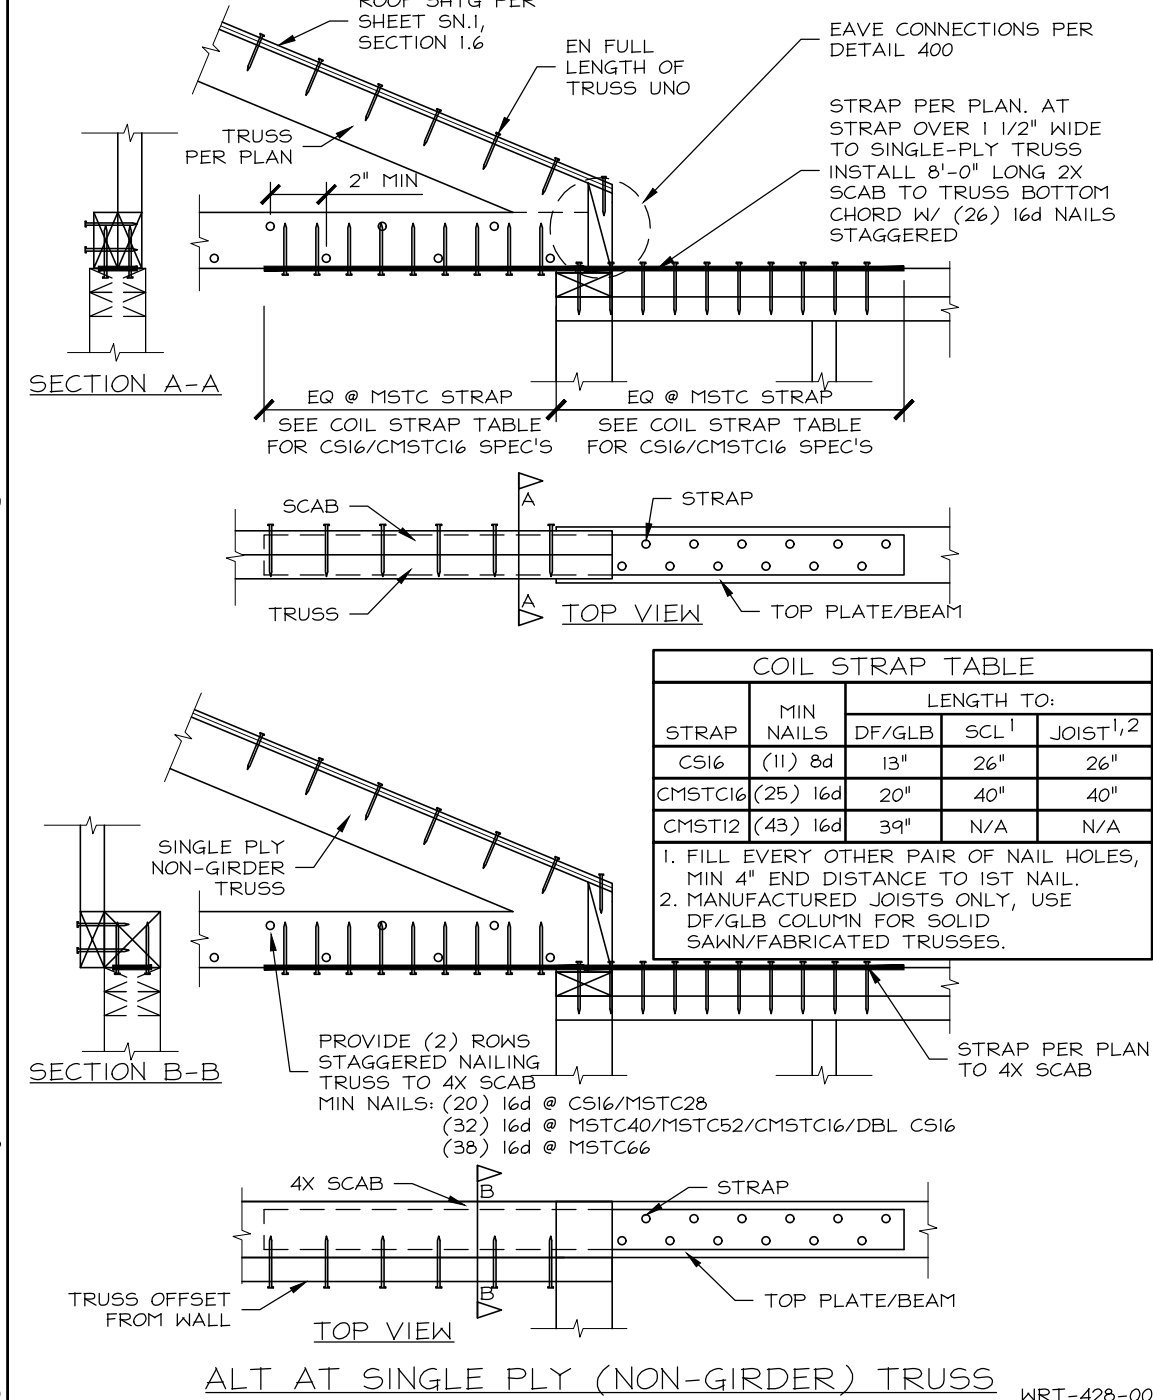 ROOF SHTG PER
SHEET SN.1,
SECTION 1.6
EN FULL
LENGTH OF
TRUSS UNO
EAVE CONNECTIONS PER
DETAIL 400
STRAP PER PLAN. AT
STRAP OVER 1 1/2" WIDE
TO SINGLE-PLY TRUSS
INSTALL 8'-0" LONG 2X
SCAB TO TRUSS BOTTOM
CHORD W/ (26) 16d NAILS
STAGGERED
TRUSS
PER PLAN
2" MIN
SECTION A-A
EQ @ MSTC STRAP
SEE COIL STRAP TABLE
FOR CS16/CMSTC16 SPEC'S
EQ @ MSTC STRAP
SEE COIL STRAP TABLE
FOR CS16/CMSTC16 SPEC'S
A
SCAB
STRAP
TRUSS
A
TOP VIEW
TOP PLATE/BEAM
COIL STRAP TABLE
STRAP
MIN
NAILS
LENGTH TO:
DF/GLB
SCL1
JOIST1,2
CS16 (11) 8d 13" 26" 26"
CMSTC16 (25) 16d 20" 40" 40"
CMST12 (43) 16d 39" N/A N/A
1. FILL EVERY OTHER PAIR OF NAIL HOLES,
MIN 4" END DISTANCE TO 1ST NAIL.
2. MANUFACTURED JOISTS ONLY, USE
DF/GLB COLUMN FOR SOLID
SAWN/FABRICATED TRUSSES.
SINGLE PLY
NON-GIRDER
TRUSS
SECTION B-B
PROVIDE (2) ROWS
STAGGERED NAILING
TRUSS TO 4X SCAB
MIN NAILS: (20) 16d @ CS16/MSTC28
(32) 16d @ MSTC40/MSTC52/CMSTC16/DBL CS16
(38) 16d @ MSTC66
STRAP PER PLAN
TO 4X SCAB
4X SCAB
B
STRAP
TRUSS OFFSET
FROM WALL
B
TOP VIEW
TOP PLATE/BEAM
ALT AT SINGLE PLY (NON-GIRDER) TRUSS
WRT-428-00